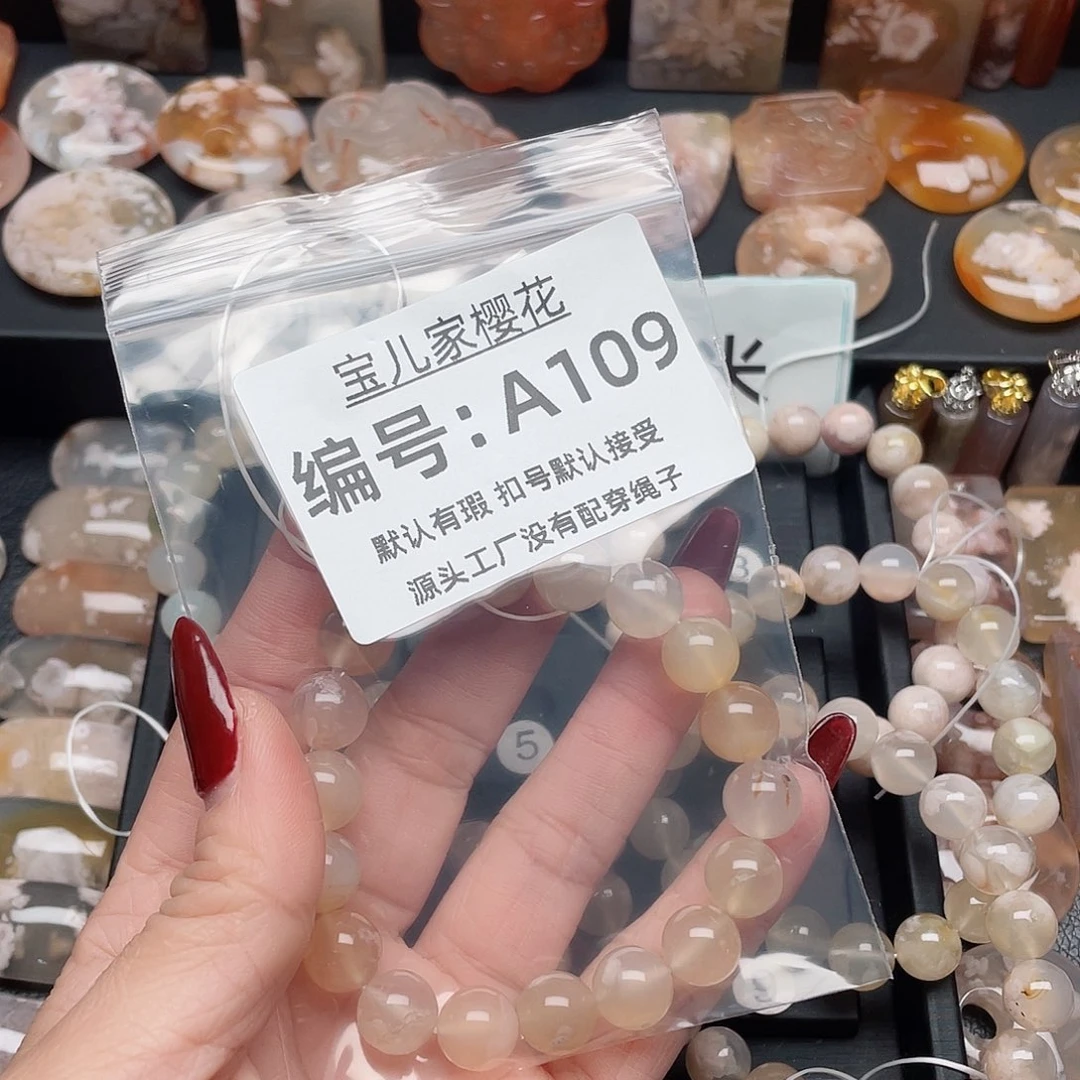 宝儿家樱花
编号:A109
默认有瑕 扣号默认接受
源头工厂没有配穿绳子
5